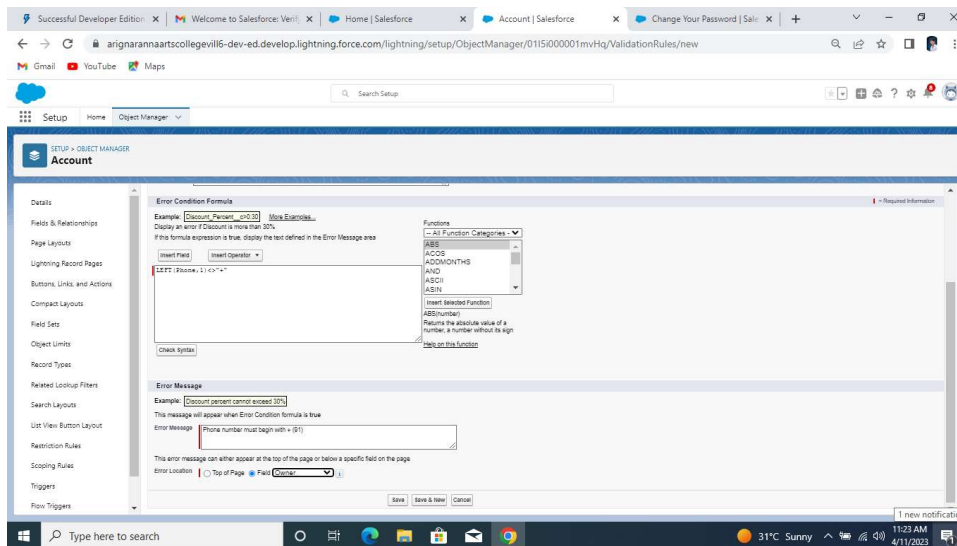 Successful Developer Edition
Welcome to Salesforce: Verif
Home | Salesforce
Account | Salesforce
Change Your Password | Sale
arignarannaartscollegevill6-dev-ed.develop.lightning.force.com/lightning/setup/ObjectManager/01I5i000001mvHq/ValidationRules/new
Gmail
YouTube
Maps
Search Setup
8
Setup
Home
Object Manager
SETUP > OBJECT MANAGER
Account
Details
Fields & Relationships
Page Layouts
Lightning Record Pages
Buttons, Links, and Actions
Compact Layouts
Field Sets
Object Limits
Record Types
Related Lookup Filters
Search Layouts
List View Button Layout
Restriction Rules
Scoping Rules
Triggers
Flow Triggers
Error Condition Formula
= Required Information
Example: Discount_Percent__c>0.30 More Examples...
Display an error if Discount is more than 30%
If this formula expression is true, display the text defined in the Error Message area
Insert Field
Insert Operator
LEFT(Phone,1)<>"+"
Check Syntax
Functions
-- All Function Categories --
ABS
ACOS
ADDMONTHS
AND
ASCII
ASIN
Insert Selected Function
ABS(number)
Returns the absolute value of a
number, a number without its sign
Help on this function
Error Message
Example: Discount percent cannot exceed 30%
This message will appear when Error Condition formula is true
Error Message
Phone number must begin with + (91)
This error message can either appear at the top of the page or below a specific field on the page
Error Location
Top of Page
Field
Owner
i
Save
Save & New
Cancel
1 new notificati
Type here to search
31°C Sunny
11:23 AM
4/11/2023